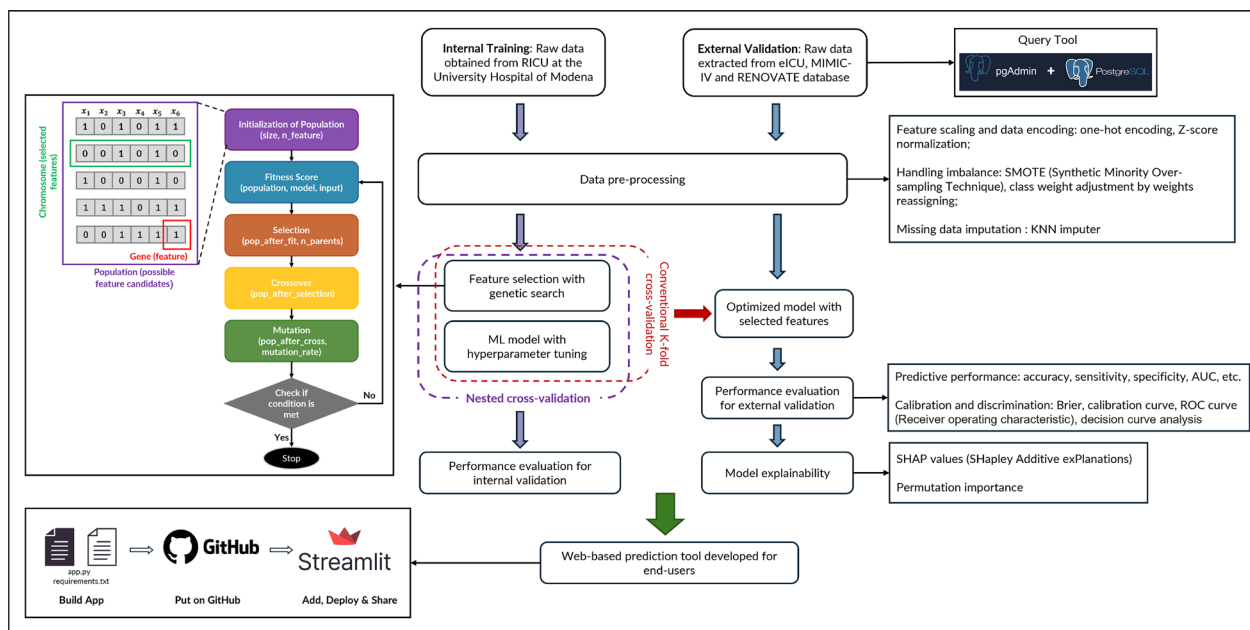 Internal Training: Raw data
obtained from RICU at the
University Hospital of Modena
External Validation: Raw data
extracted from eICU, MIMIC-
IV and RENOVATE database
Query Tool
pgAdmin
+
PostgreSQL
x1 x2 x3 x4 x5 x6
1 0 1 0 1 1
0 0 1 0 1 0
1 0 0 0 1 0
1 1 1 0 1 1
0 0 1 1 1 1
Chromosome (selected
features)
Gene (feature)
Population (possible
feature candidates)
Initialization of Population
(size, n_feature)
Fitness Score
(population, model, input)
Selection
(pop_after_fit, n_parents)
Crossover
(pop_after_selection)
Mutation
(pop_after_cross,
mutation_rate)
Check if
condition is
met
No
Yes
Stop
Data pre-processing
Feature scaling and data encoding: one-hot encoding, Z-score
normalization;
Handling imbalance: SMOTE (Synthetic Minority Over-
sampling Technique), class weight adjustment by weights
reassigning;
Missing data imputation : KNN imputer
Feature selection with
genetic search
ML model with
hyperparameter tuning
Nested cross-validation
Conventional K-fold
cross-validation
Optimized model with
selected features
Performance evaluation
for external validation
Predictive performance: accuracy, sensitivity, specificity, AUC, etc.
Calibration and discrimination: Brier, calibration curve, ROC curve
(Receiver operating characteristic), decision curve analysis
Performance evaluation for
internal validation
Model explainability
SHAP values (SHapley Additive exPlanations)
Permutation importance
Web-based prediction tool developed for
end-users
app.py
requirements.txt
GitHub
Streamlit
Build App
Put on GitHub
Add, Deploy & Share